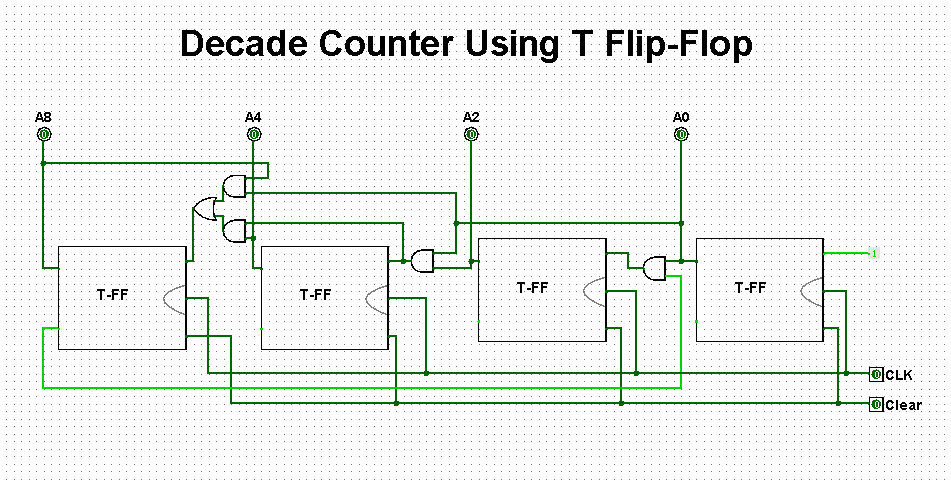 Decade Counter Using T Flip-Flop
A8 A4 A2 A0
0 0 0 0
1
T-FF T-FF T-FF T-FF
0 CLK
0 Clear